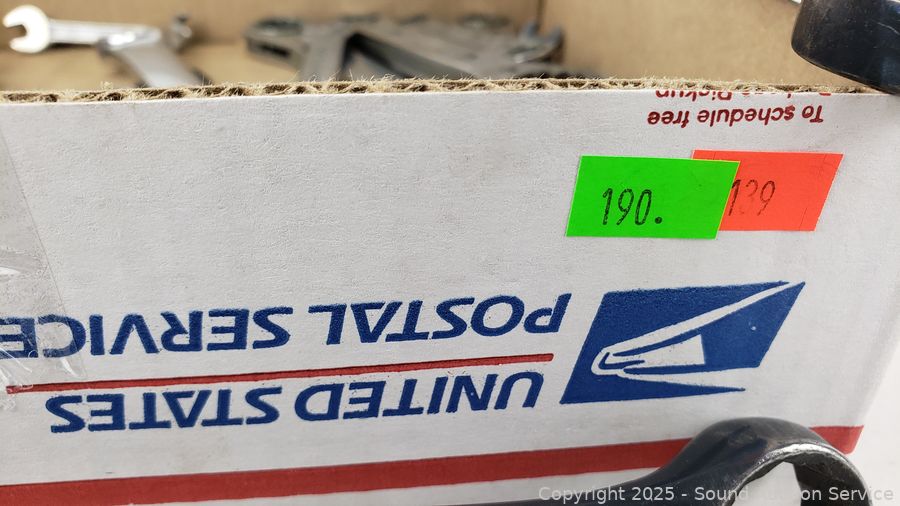 To schedule free
190.
139
UNITED STATES
POSTAL SERVICE
Copyright 2025 - Sound Auction Service